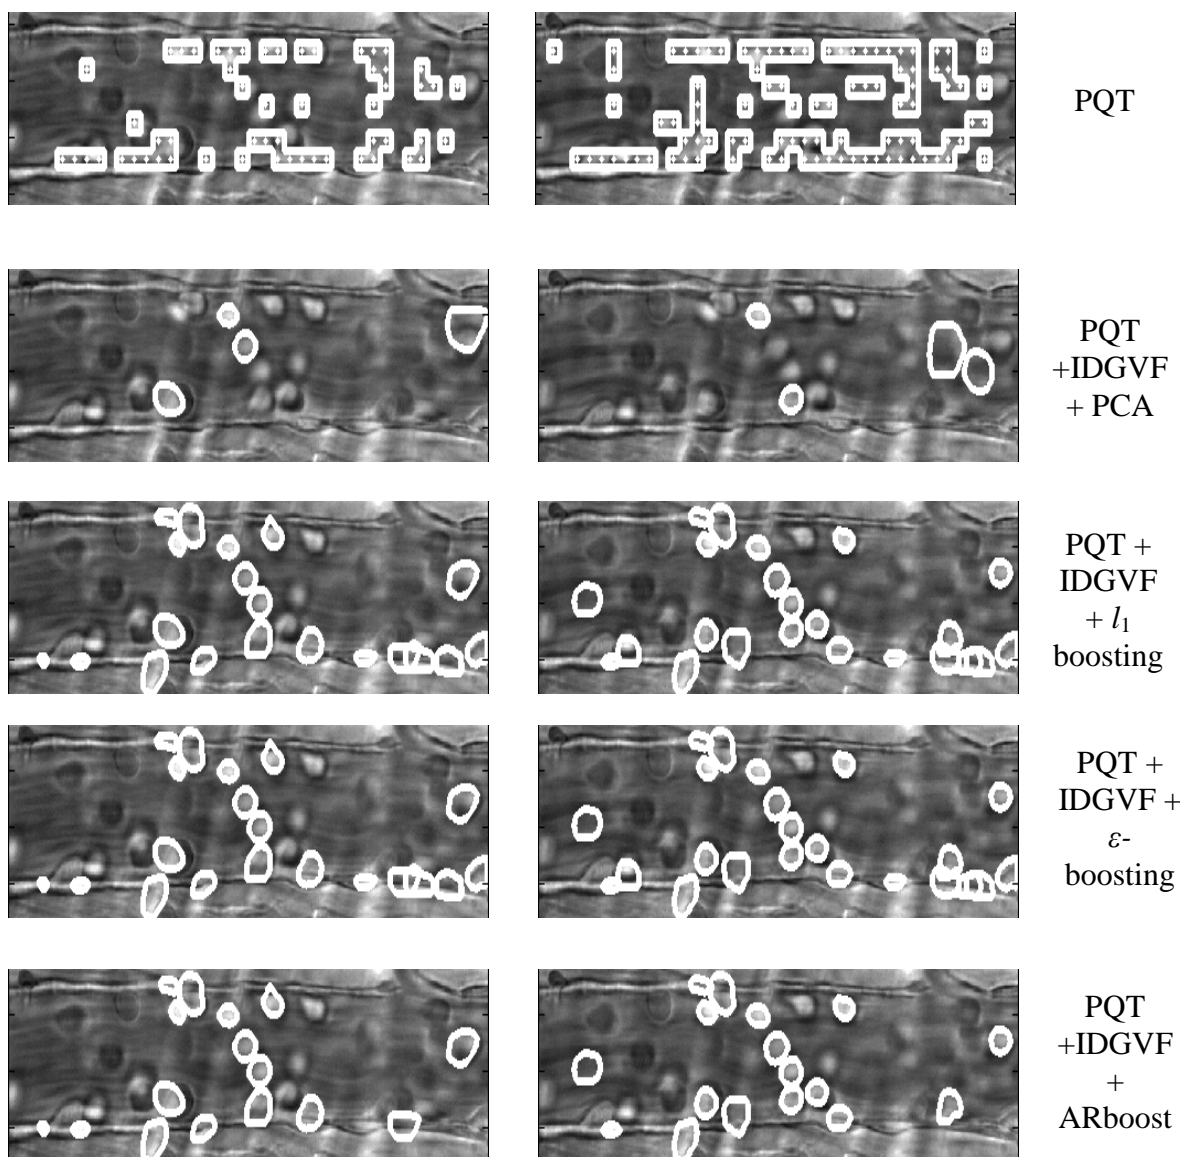 PQT
PQT
+IDGVF
+ PCA
PQT +
IDGVF
+ l₁
boosting
PQT +
IDGVF +
ε-
boosting
PQT
+IDGVF
+
ARboost